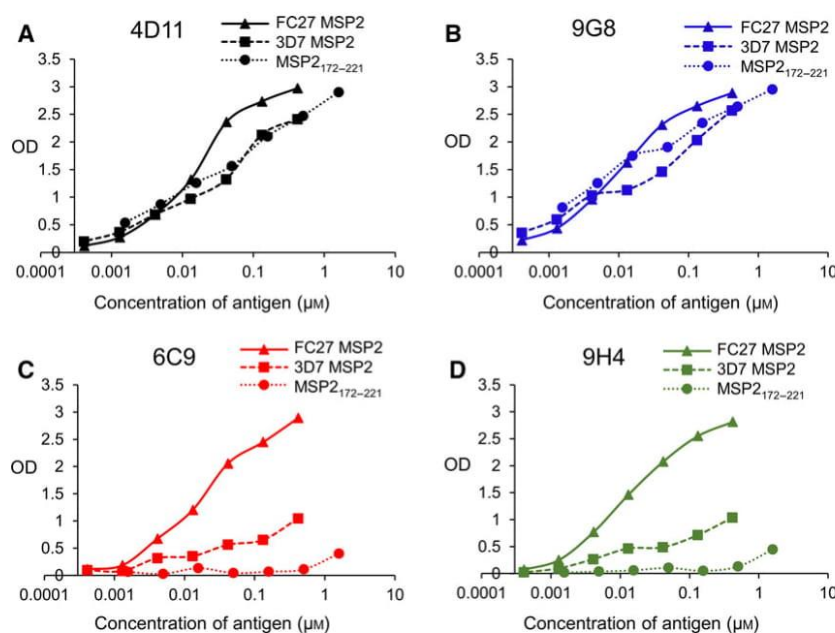 A
4D11
FC27 MSP2
3D7 MSP2
MSP2172–221
3.5
3
2.5
2
1.5
1
0.5
0
OD
0.0001
0.001
0.01
0.1
1
10
Concentration of antigen (μM)
B
9G8
FC27 MSP2
3D7 MSP2
MSP2172–221
3.5
3
2.5
2
1.5
1
0.5
0
OD
0.0001
0.001
0.01
0.1
1
10
Concentration of antigen (μM)
C
6C9
FC27 MSP2
3D7 MSP2
MSP2172–221
3.5
3
2.5
2
1.5
1
0.5
0
OD
0.0001
0.001
0.01
0.1
1
10
Concentration of antigen (μM)
D
9H4
FC27 MSP2
3D7 MSP2
MSP2172–221
3.5
3
2.5
2
1.5
1
0.5
0
OD
0.0001
0.001
0.01
0.1
1
10
Concentration of antigen (μM)